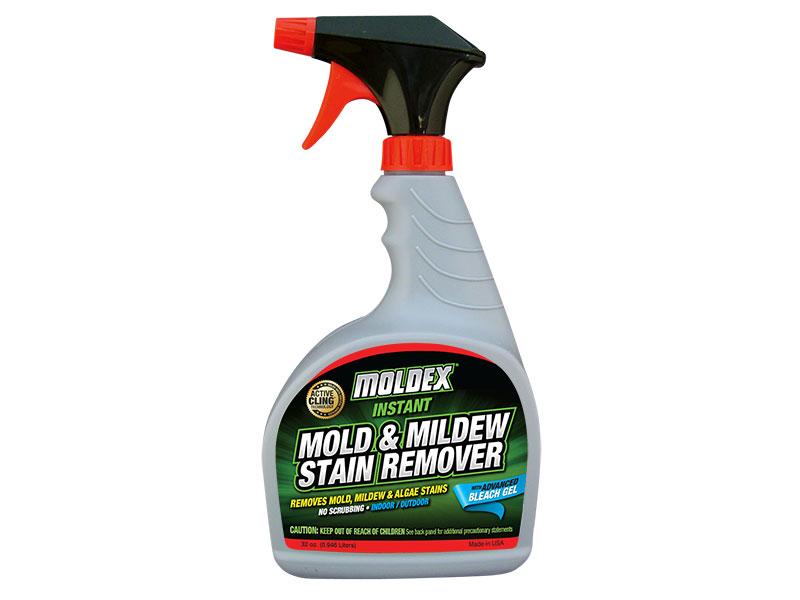 MOLDEX®
ACTIVE
CLING™
TECHNOLOGY
INSTANT
MOLD & MILDEW
STAIN REMOVER
REMOVES MOLD, MILDEW & ALGAE STAINS
NO SCRUBBING • INDOOR / OUTDOOR
WITH ADVANCED
BLEACH GEL
CAUTION: KEEP OUT OF REACH OF CHILDREN See back panel for additional precautionary statements
32 oz. (0.946 Liters)
Made in USA